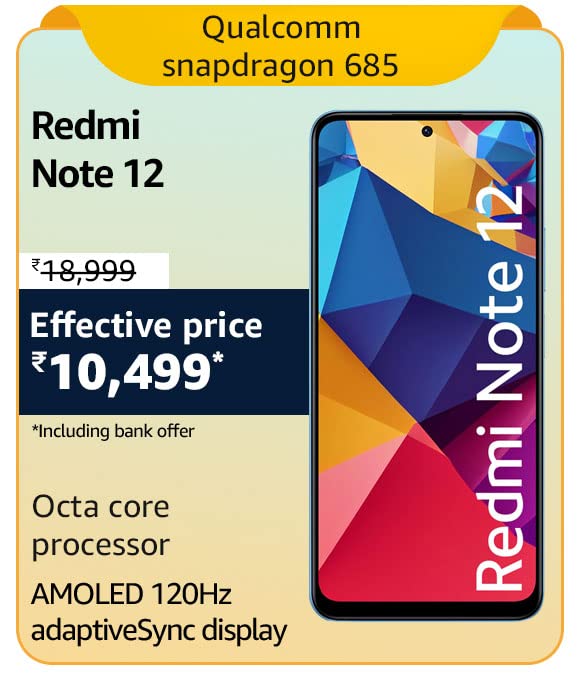 Qualcomm
snapdragon 685
Redmi
Note 12
₹18,999
Effective price
₹10,499*
*Including bank offer
Octa core
processor
AMOLED 120Hz
adaptiveSync display
Redmi Note 12